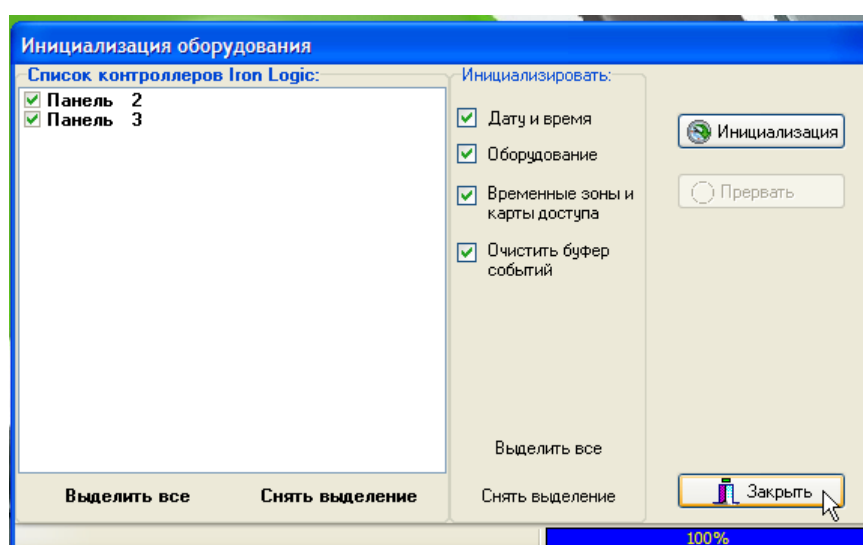 Инициализация оборудования
Список контроллеров Iron Logic:
Панель 2
Панель 3
Выделить все
Снять выделение
Инициализировать:
Дату и время
Оборудование
Временные зоны и
карты доступа
Очистить буфер
событий
Выделить все
Снять выделение
Инициализация
Прервать
Закрыть
100%